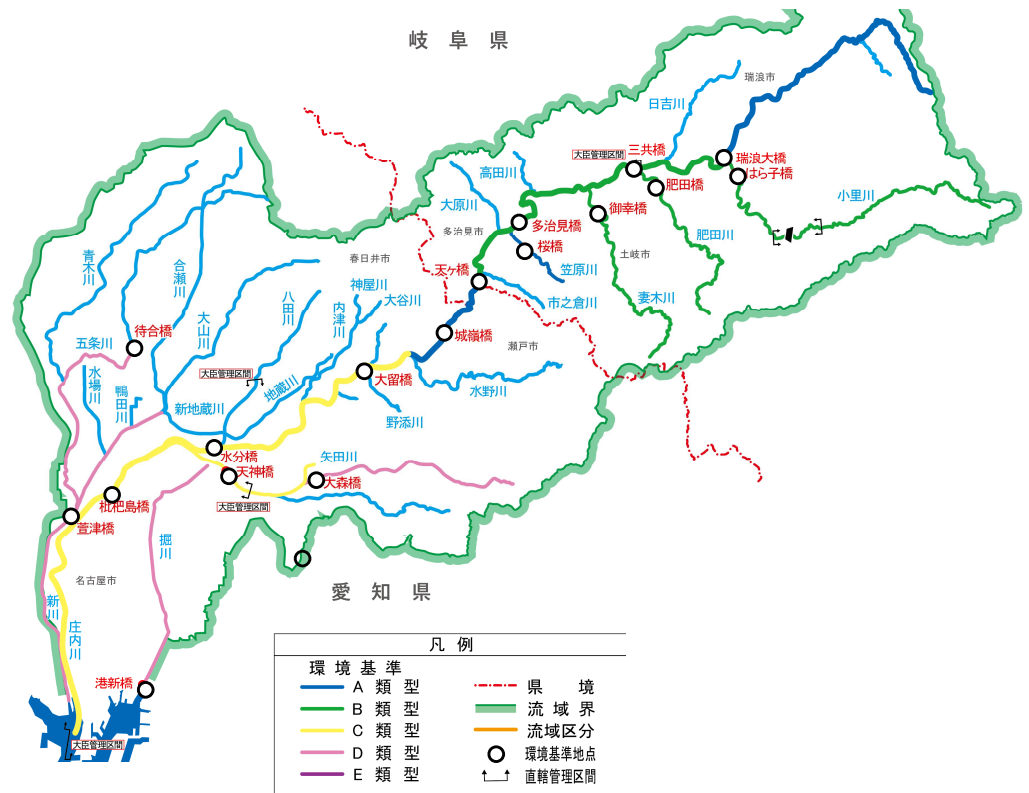 岐阜県
瑞浪市
日吉川
三共橋
大臣管理区間
瑞浪大橋
はら子橋
高田川
肥田橋
小里川
大原川
御幸橋
多治見橋
多治見市
肥田川
桜橋
土岐市
青木川
合瀬川
春日井市
天ケ橋
笠原川
神屋川
市之倉川
妻木川
八田川
内津川
大谷川
大山川
待合橋
城嶺橋
五条川
瀬戸市
大臣管理区間
大留橋
水場川
鴨田川
地蔵川
水野川
新地蔵川
野添川
水分橋
矢田川
天神橋
大森橋
枇杷島橋
大臣管理区間
萱津橋
堀川
名古屋市
愛知県
新川
庄内川
港新橋
大臣管理区間
凡例
環境基準
A類型
B類型
C類型
D類型
E類型
県境
流域界
流域区分
環境基準地点
直轄管理区間